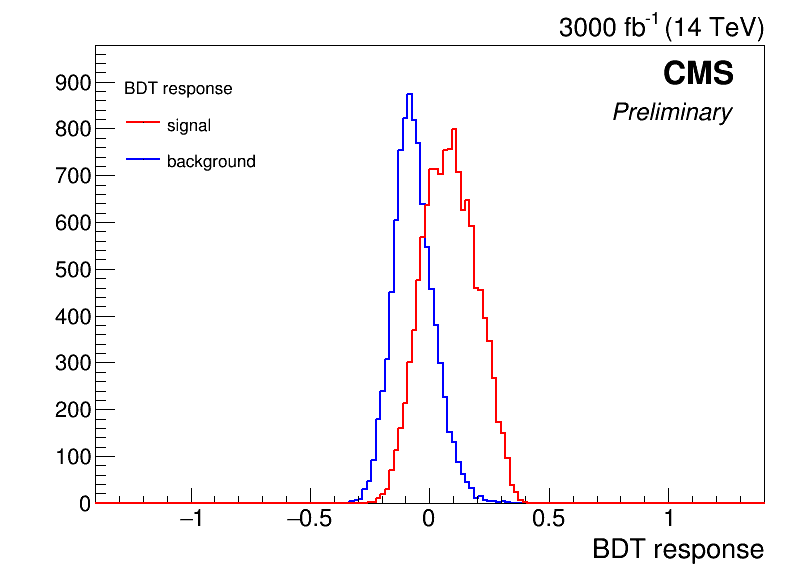 3000 fb-1 (14 TeV)
CMS
Preliminary
BDT response
signal
background
900
800
700
600
500
400
300
200
100
0
−1
−0.5
0
0.5
1
BDT response